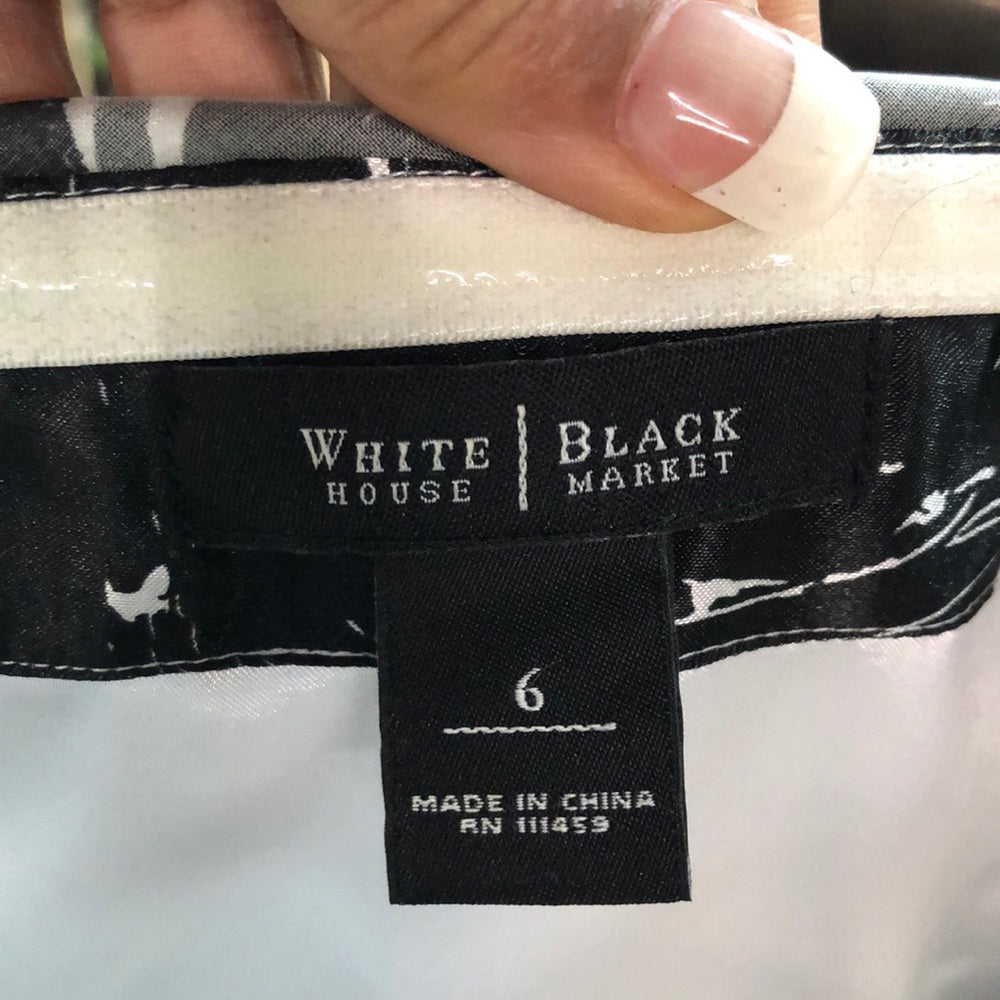 WHITE | BLACK
HOUSE | MARKET
6
MADE IN CHINA
RN 111459